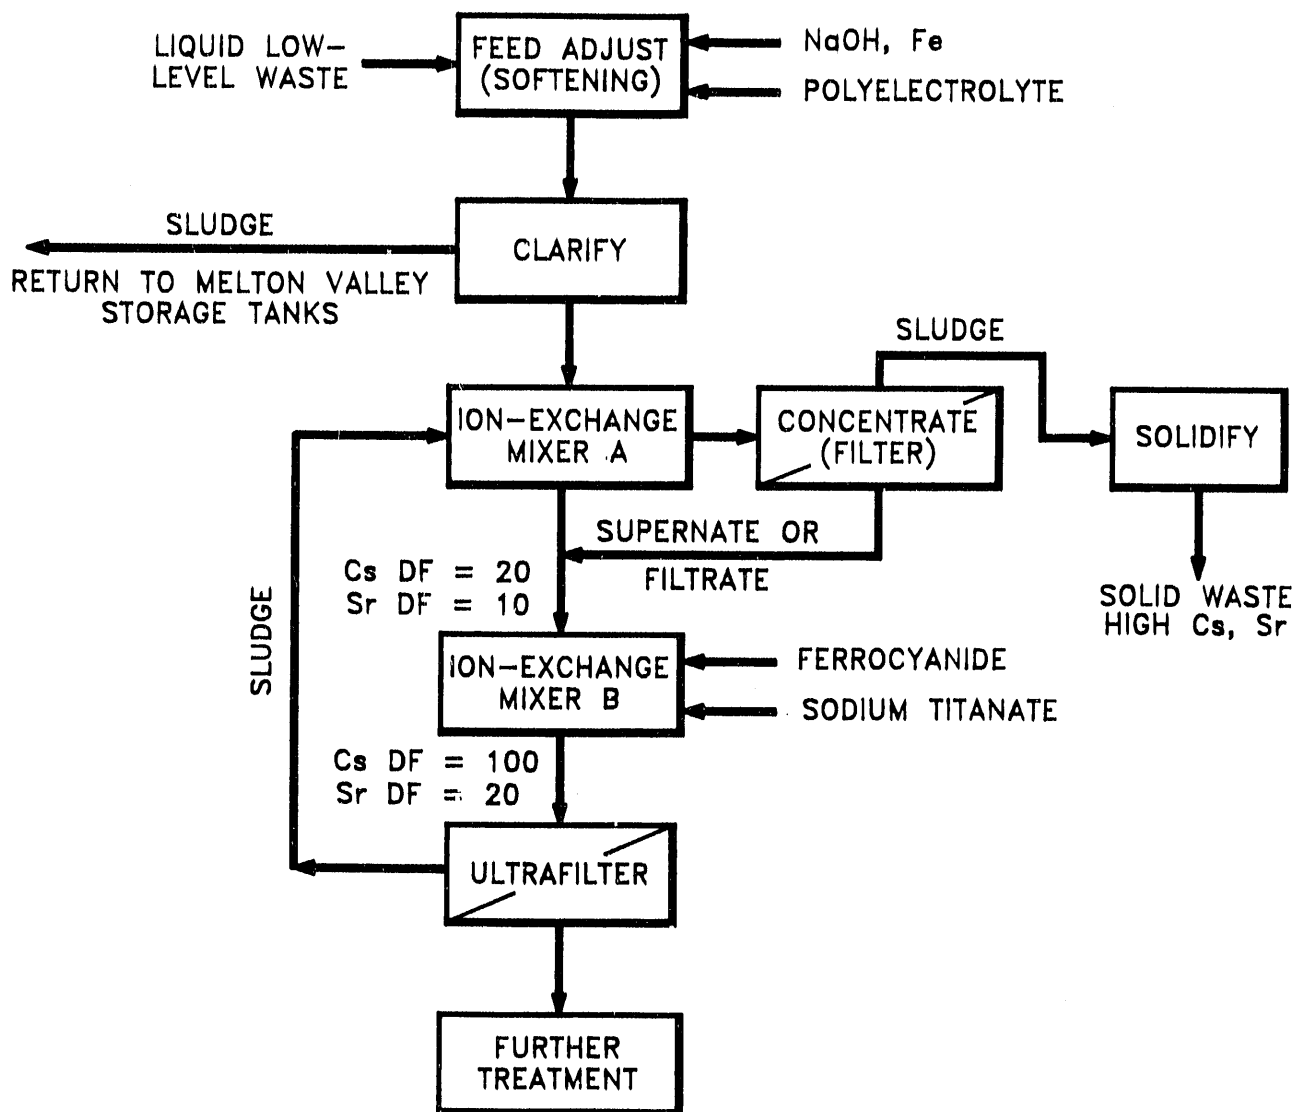 LIQUID LOW-
LEVEL WASTE
FEED ADJUST
(SOFTENING)
NaOH, Fe
POLYELECTROLYTE
SLUDGE
RETURN TO MELTON VALLEY
STORAGE TANKS
CLARIFY
SLUDGE
ION-EXCHANGE
MIXER A
CONCENTRATE
(FILTER)
SOLIDIFY
SUPERNATE OR
FILTRATE
Cs DF = 20
Sr DF = 10
SOLID WASTE
HIGH Cs, Sr
SLUDGE
ION-EXCHANGE
MIXER B
FERROCYANIDE
SODIUM TITANATE
Cs DF = 100
Sr DF = 20
ULTRAFILTER
FURTHER
TREATMENT